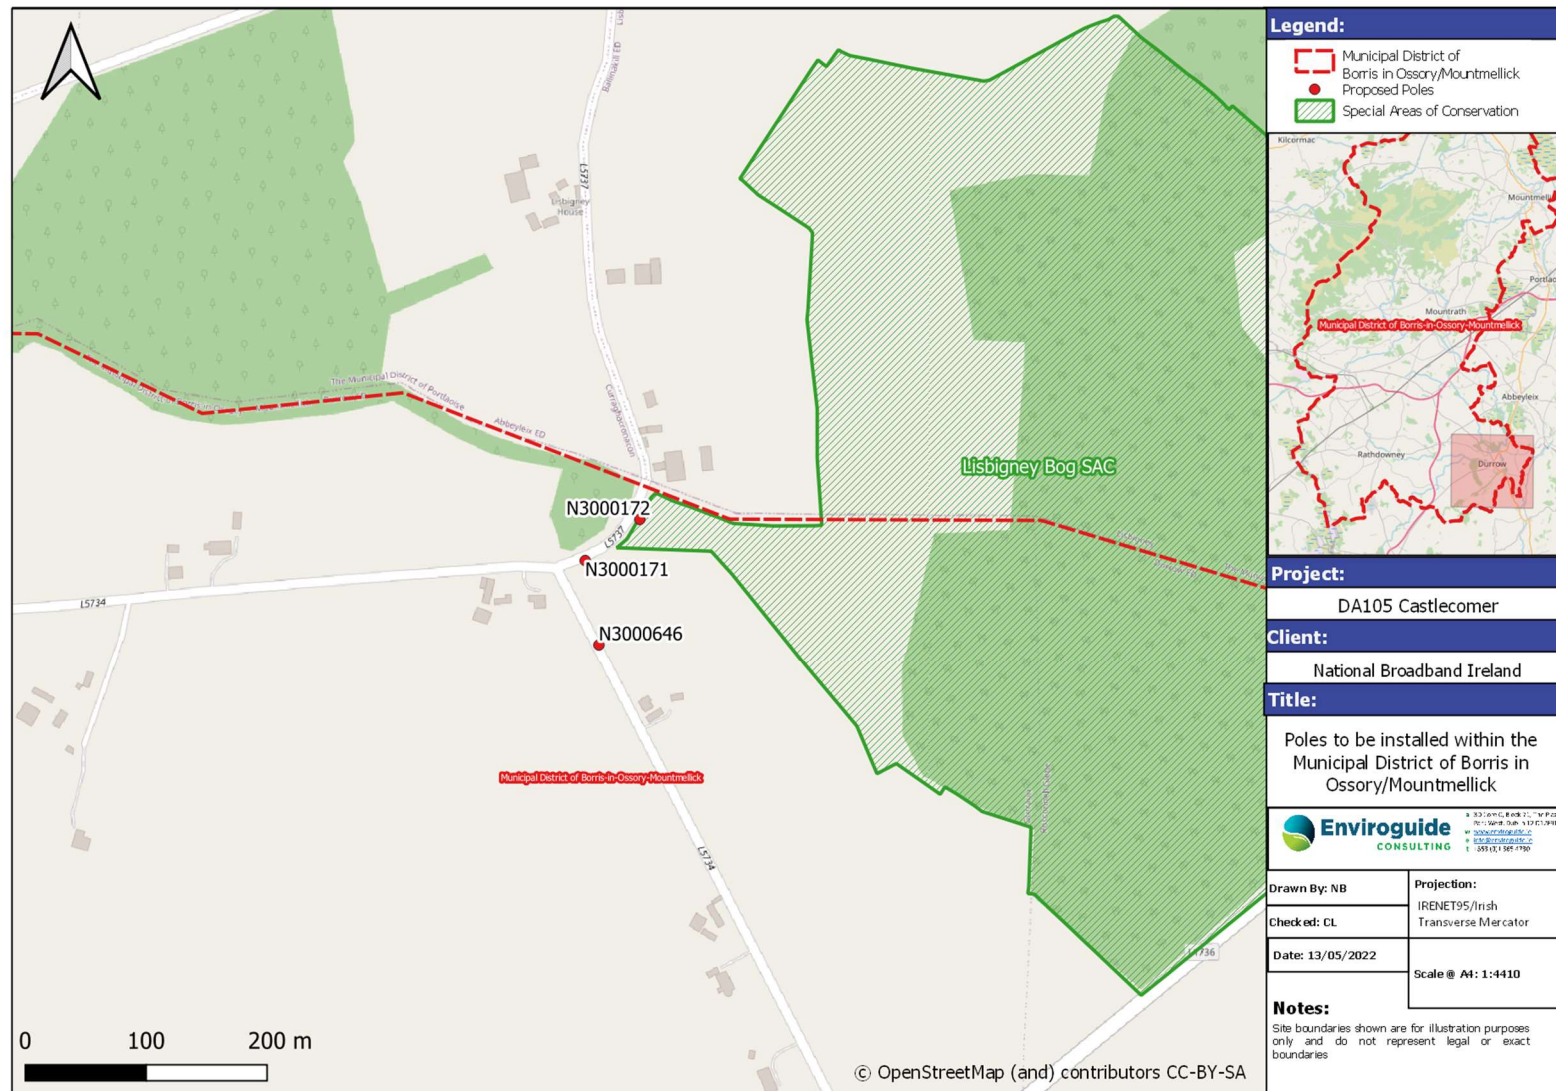 Legend:
Municipal District of
Borris in Ossory/Mountmellick
Proposed Poles
Special Areas of Conservation
Kilcormac
Mountmelli
Portlao
Mountrath
Municipal District of Borris-in-Ossory-Mountmellick
Abbeyleix
Rathdowney
Durrow
Project:
DA105 Castlecomer
Client:
National Broadband Ireland
Title:
Poles to be installed within the
Municipal District of Borris in
Ossory/Mountmellick
Enviroguide
CONSULTING
Drawn By: NB
Projection:
IRENET95/Irish
Transverse Mercator
Checked: CL
Date: 13/05/2022
Scale @ A4: 1:4410
Notes:
Site boundaries shown are for illustration purposes
only and do not represent legal or exact
boundaries
Ballinakill ED
L5737
Lisbigney
House
The Municipal District of Portlaoise
Abbeyleix ED
Curraghacronacon
Lisbigney Bog SAC
N3000172
L5737
N3000171
L5734
N3000646
Municipal District of Borris-in-Ossory-Mountmellick
L5734
0 100 200 m
© OpenStreetMap (and) contributors CC-BY-SA